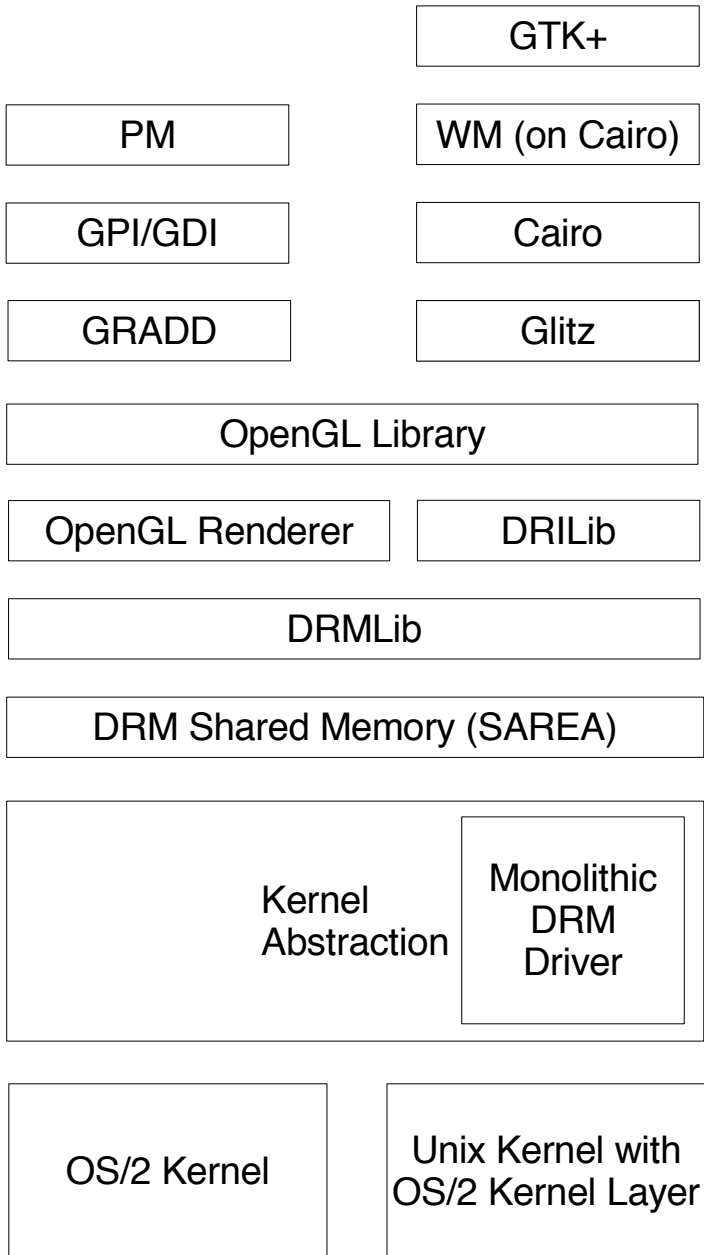 GTK+
PM
WM (on Cairo)
GPI/GDI
Cairo
GRADD
Glitz
OpenGL Library
OpenGL Renderer
DRILib
DRMLib
DRM Shared Memory (SAREA)
Kernel
Abstraction
Monolithic
DRM
Driver
OS/2 Kernel
Unix Kernel with
OS/2 Kernel Layer